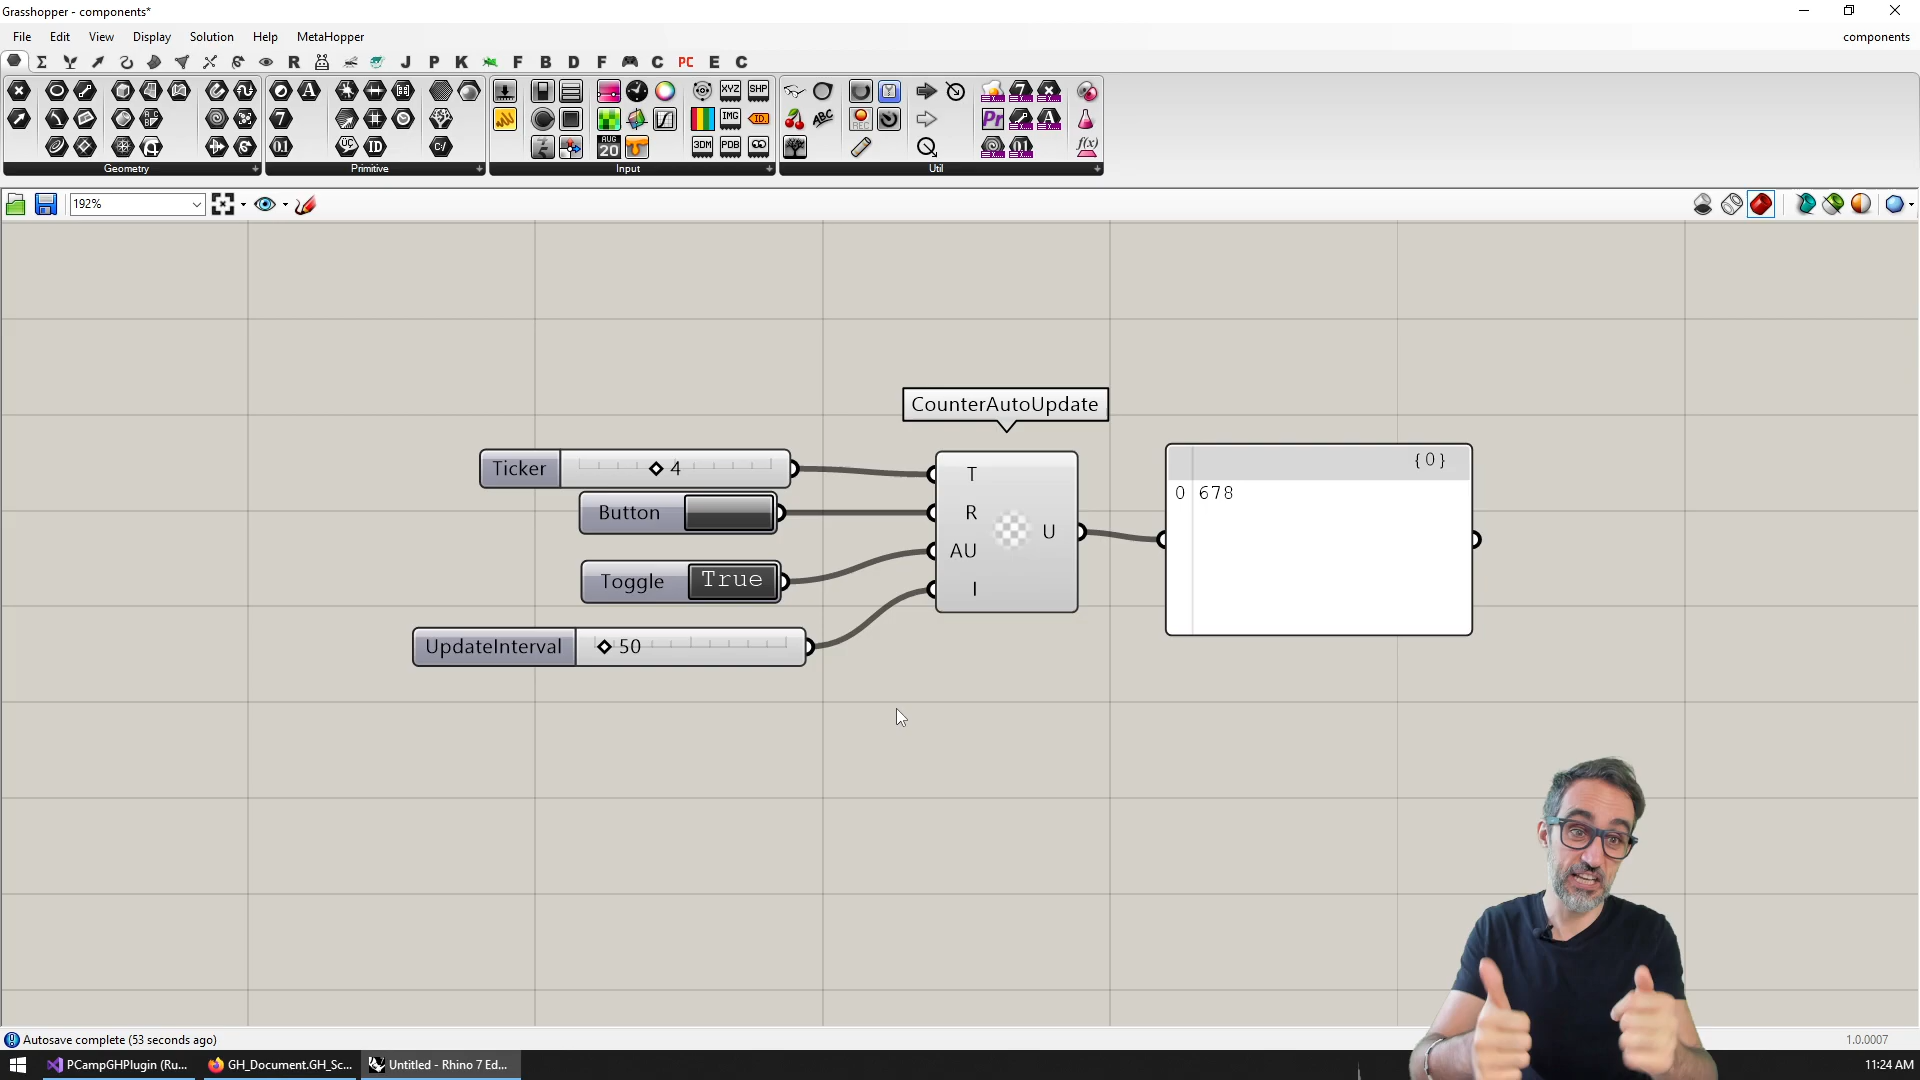 Grasshopper - components*
File Edit View Display Solution Help MetaHopper components
R J P K F B D F C PC E C
Geometry Primitive Input Util
192%
CounterAutoUpdate
Ticker 4
Button
Toggle True
UpdateInterval 50
T
R
AU
I
U
{0}
0 678
Autosave complete (53 seconds ago)
1.0.0007
PCampGHPlugin (Ru... GH_Document.GH_Sc... Untitled - Rhino 7 Ed...
11:24 AM